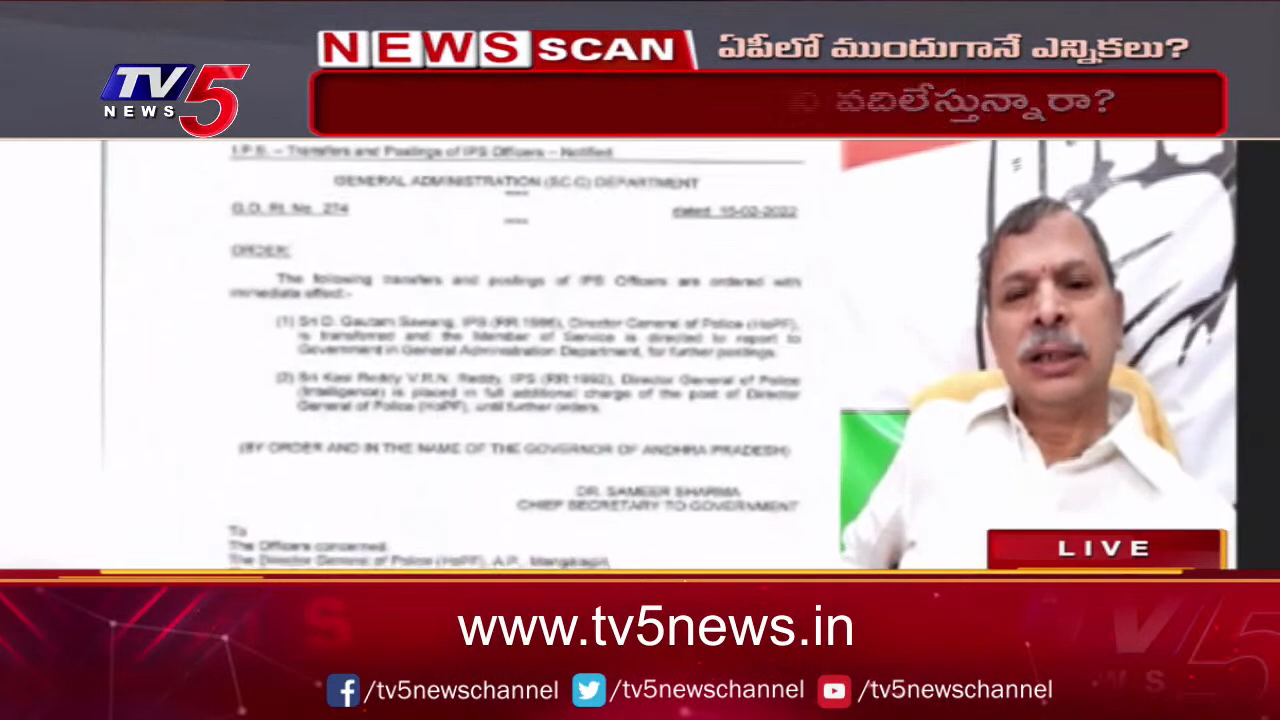 NEWS SCAN ఏపీలో ముందుగానే ఎన్నికలు?
TV5
NEWS
వదిలేస్తున్నారా?
I.P.S. – Transfers and Postings of IPS Officers – Notified
GENERAL ADMINISTRATION (SC.C) DEPARTMENT
****
G.O. Rt. No. 274 dated 15-02-2022
****
ORDER:
The following transfers and postings of IPS Officers are ordered with
immediate effect:-
(1) Sri D. Gautam Sawang, IPS (RR:1986), Director General of Police (HoPF),
is transferred and the Member of Service is directed to report to
Government in General Administration Department, for further postings.
(2) Sri Kasi Reddy V.R.N. Reddy, IPS (RR:1992), Director General of Police
(Intelligence) is placed in full additional charge of the post of Director
General of Police (HoPF), until further orders.
(BY ORDER AND IN THE NAME OF THE GOVERNOR OF ANDHRA PRADESH)
DR. SAMEER SHARMA
CHIEF SECRETARY TO GOVERNMENT
To
The Officers concerned.
The Director General of Police (HoPF), A.P., Mangalagiri
LIVE
www.tv5news.in
/tv5newschannel /tv5newschannel /tv5newschannel